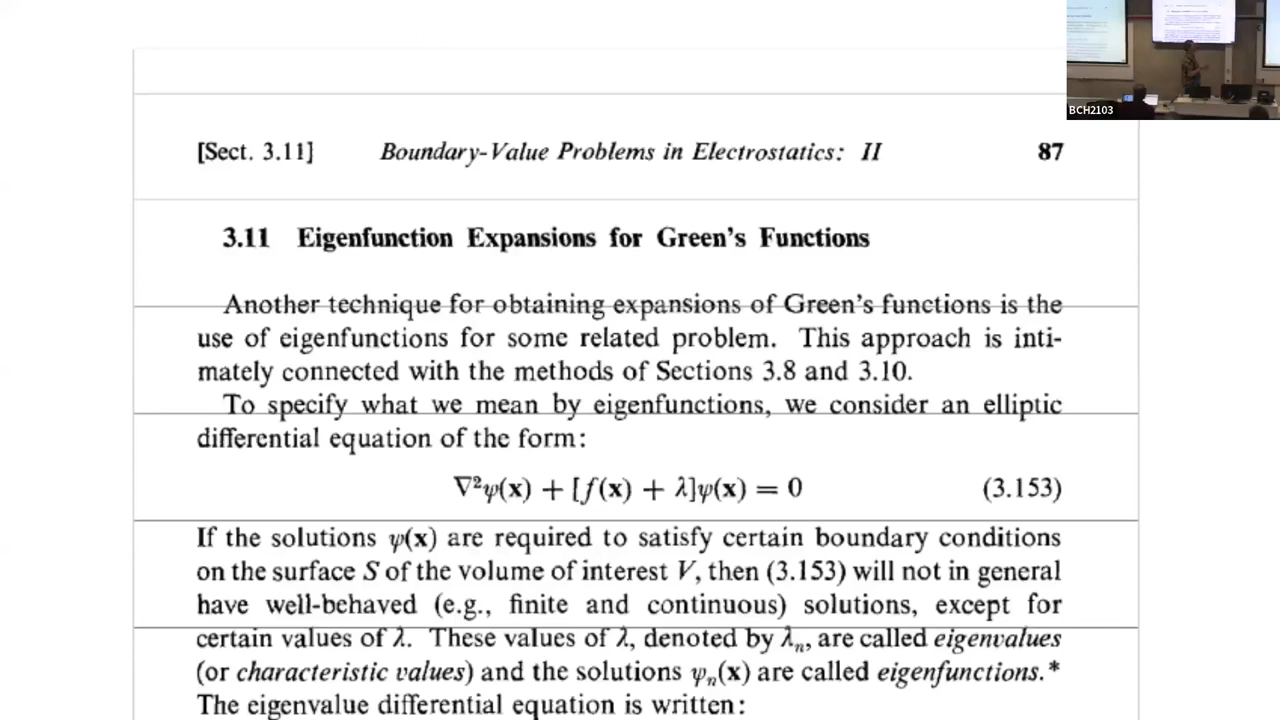 BCH2103
[Sect. 3.11] Boundary-Value Problems in Electrostatics: II 87
3.11 Eigenfunction Expansions for Green's Functions
Another technique for obtaining expansions of Green's functions is the
use of eigenfunctions for some related problem. This approach is inti-
mately connected with the methods of Sections 3.8 and 3.10.
To specify what we mean by eigenfunctions, we consider an elliptic
differential equation of the form:
∇²ψ(x) + [f(x) + λ]ψ(x) = 0 (3.153)
If the solutions ψ(x) are required to satisfy certain boundary conditions
on the surface S of the volume of interest V, then (3.153) will not in general
have well-behaved (e.g., finite and continuous) solutions, except for
certain values of λ. These values of λ, denoted by λₙ, are called eigenvalues
(or characteristic values) and the solutions ψₙ(x) are called eigenfunctions.*
The eigenvalue differential equation is written: